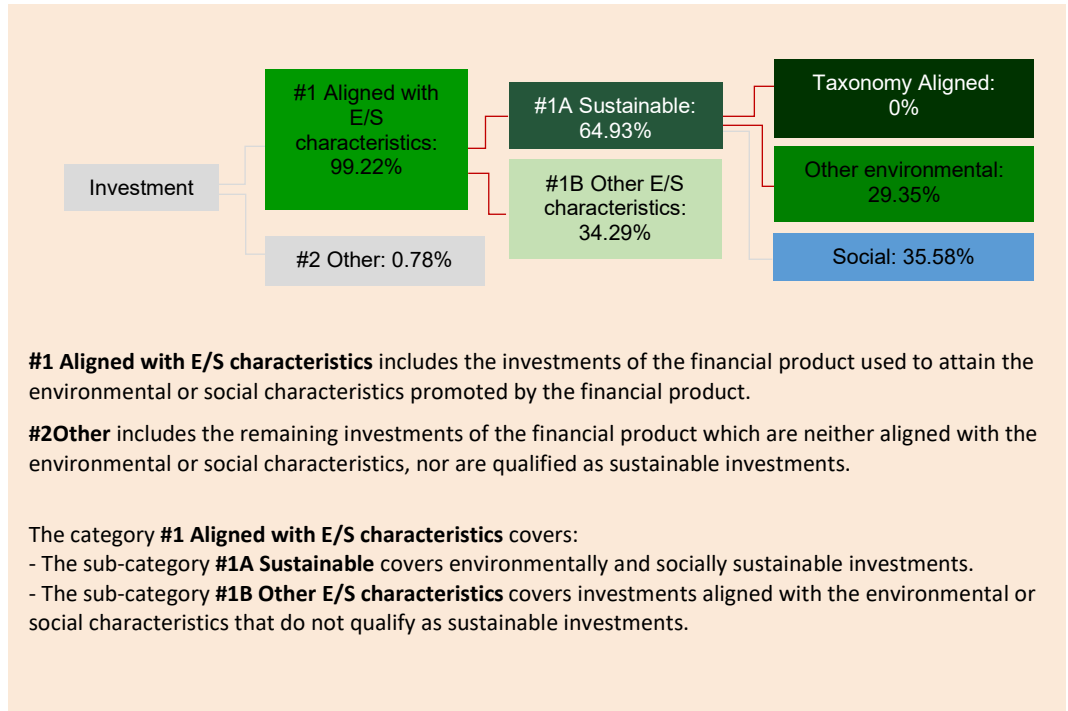 Investment
#1 Aligned with
E/S
characteristics:
99.22%
#2 Other: 0.78%
#1A Sustainable:
64.93%
#1B Other E/S
characteristics:
34.29%
Taxonomy Aligned:
0%
Other environmental:
29.35%
Social: 35.58%
#1 Aligned with E/S characteristics includes the investments of the financial product used to attain the
environmental or social characteristics promoted by the financial product.
#2Other includes the remaining investments of the financial product which are neither aligned with the
environmental or social characteristics, nor are qualified as sustainable investments.
The category #1 Aligned with E/S characteristics covers:
- The sub-category #1A Sustainable covers environmentally and socially sustainable investments.
- The sub-category #1B Other E/S characteristics covers investments aligned with the environmental or
social characteristics that do not qualify as sustainable investments.